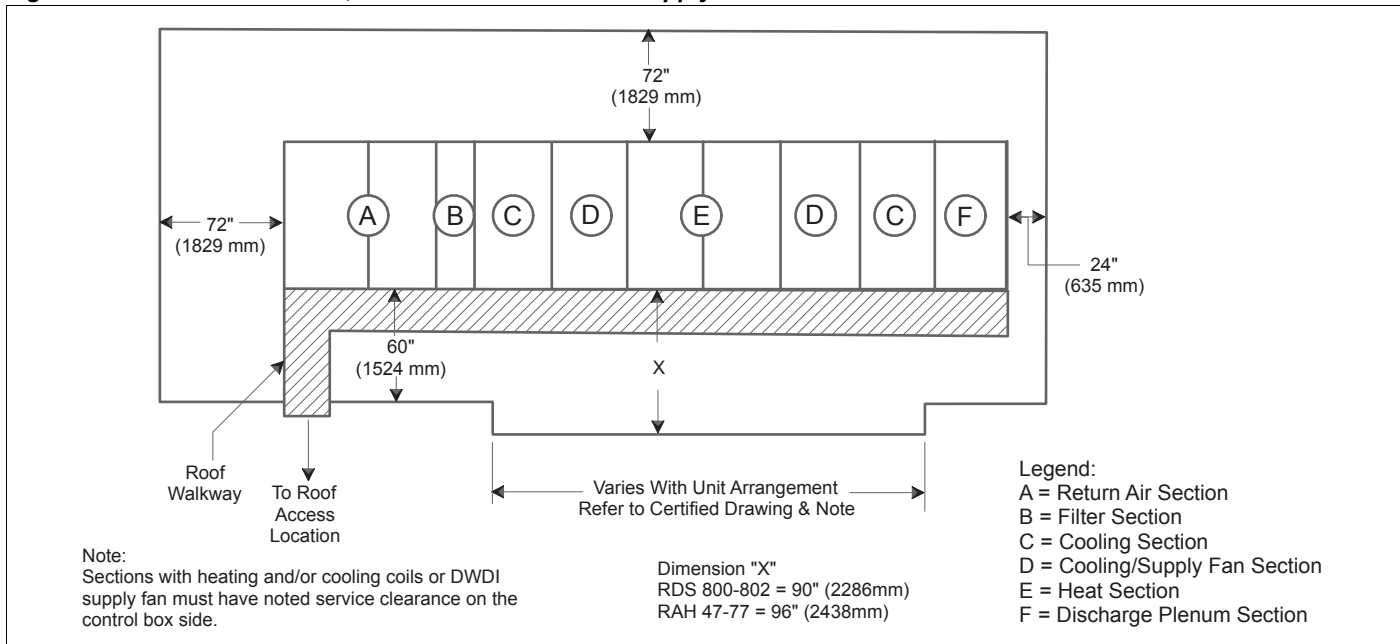 72"
(1829 mm)
A
B
C
D
E
D
C
F
72"
(1829 mm)
24"
(635 mm)
60"
(1524 mm)
X
Roof
Walkway
To Roof
Access
Location
Varies With Unit Arrangement
Refer to Certified Drawing & Note
Note:
Sections with heating and/or cooling coils or DWDI
supply fan must have noted service clearance on the
control box side.
Dimension "X"
RDS 800-802 = 90" (2286mm)
RAH 47-77 = 96" (2438mm)
Legend:
A = Return Air Section
B = Filter Section
C = Cooling Section
D = Cooling/Supply Fan Section
E = Heat Section
F = Discharge Plenum Section